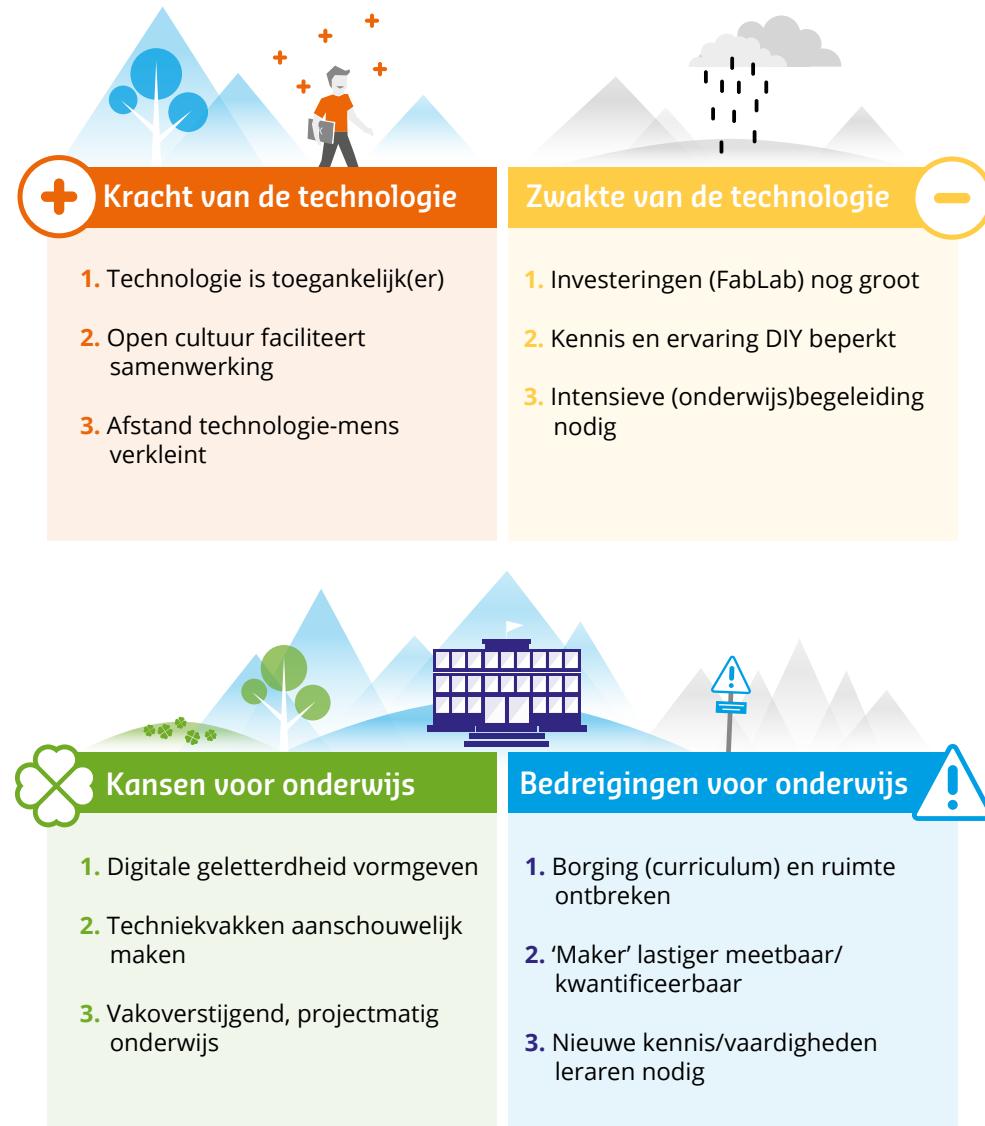 Kracht van de technologie
1. Technologie is toegankelijk(er)
2. Open cultuur faciliteert
samenwerking
3. Afstand technologie-mens
verkleint
Zwakte van de technologie
1. Investeringen (FabLab) nog groot
2. Kennis en ervaring DIY beperkt
3. Intensieve (onderwijs)begeleiding
nodig
Kansen voor onderwijs
1. Digitale geletterdheid vormgeven
2. Techniekvakken aanschouwelijk
maken
3. Vakoverstijgend, projectmatig
onderwijs
Bedreigingen voor onderwijs
1. Borging (curriculum) en ruimte
ontbreken
2. ‘Maker’ lastiger meetbaar/
kwantificeerbaar
3. Nieuwe kennis/vaardigheden
leraren nodig